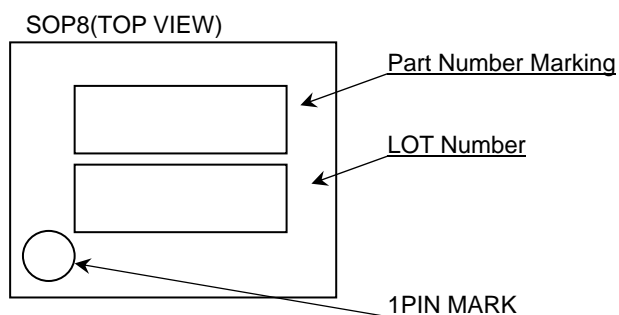 SOP8(TOP VIEW)
Part Number Marking
LOT Number
1PIN MARK